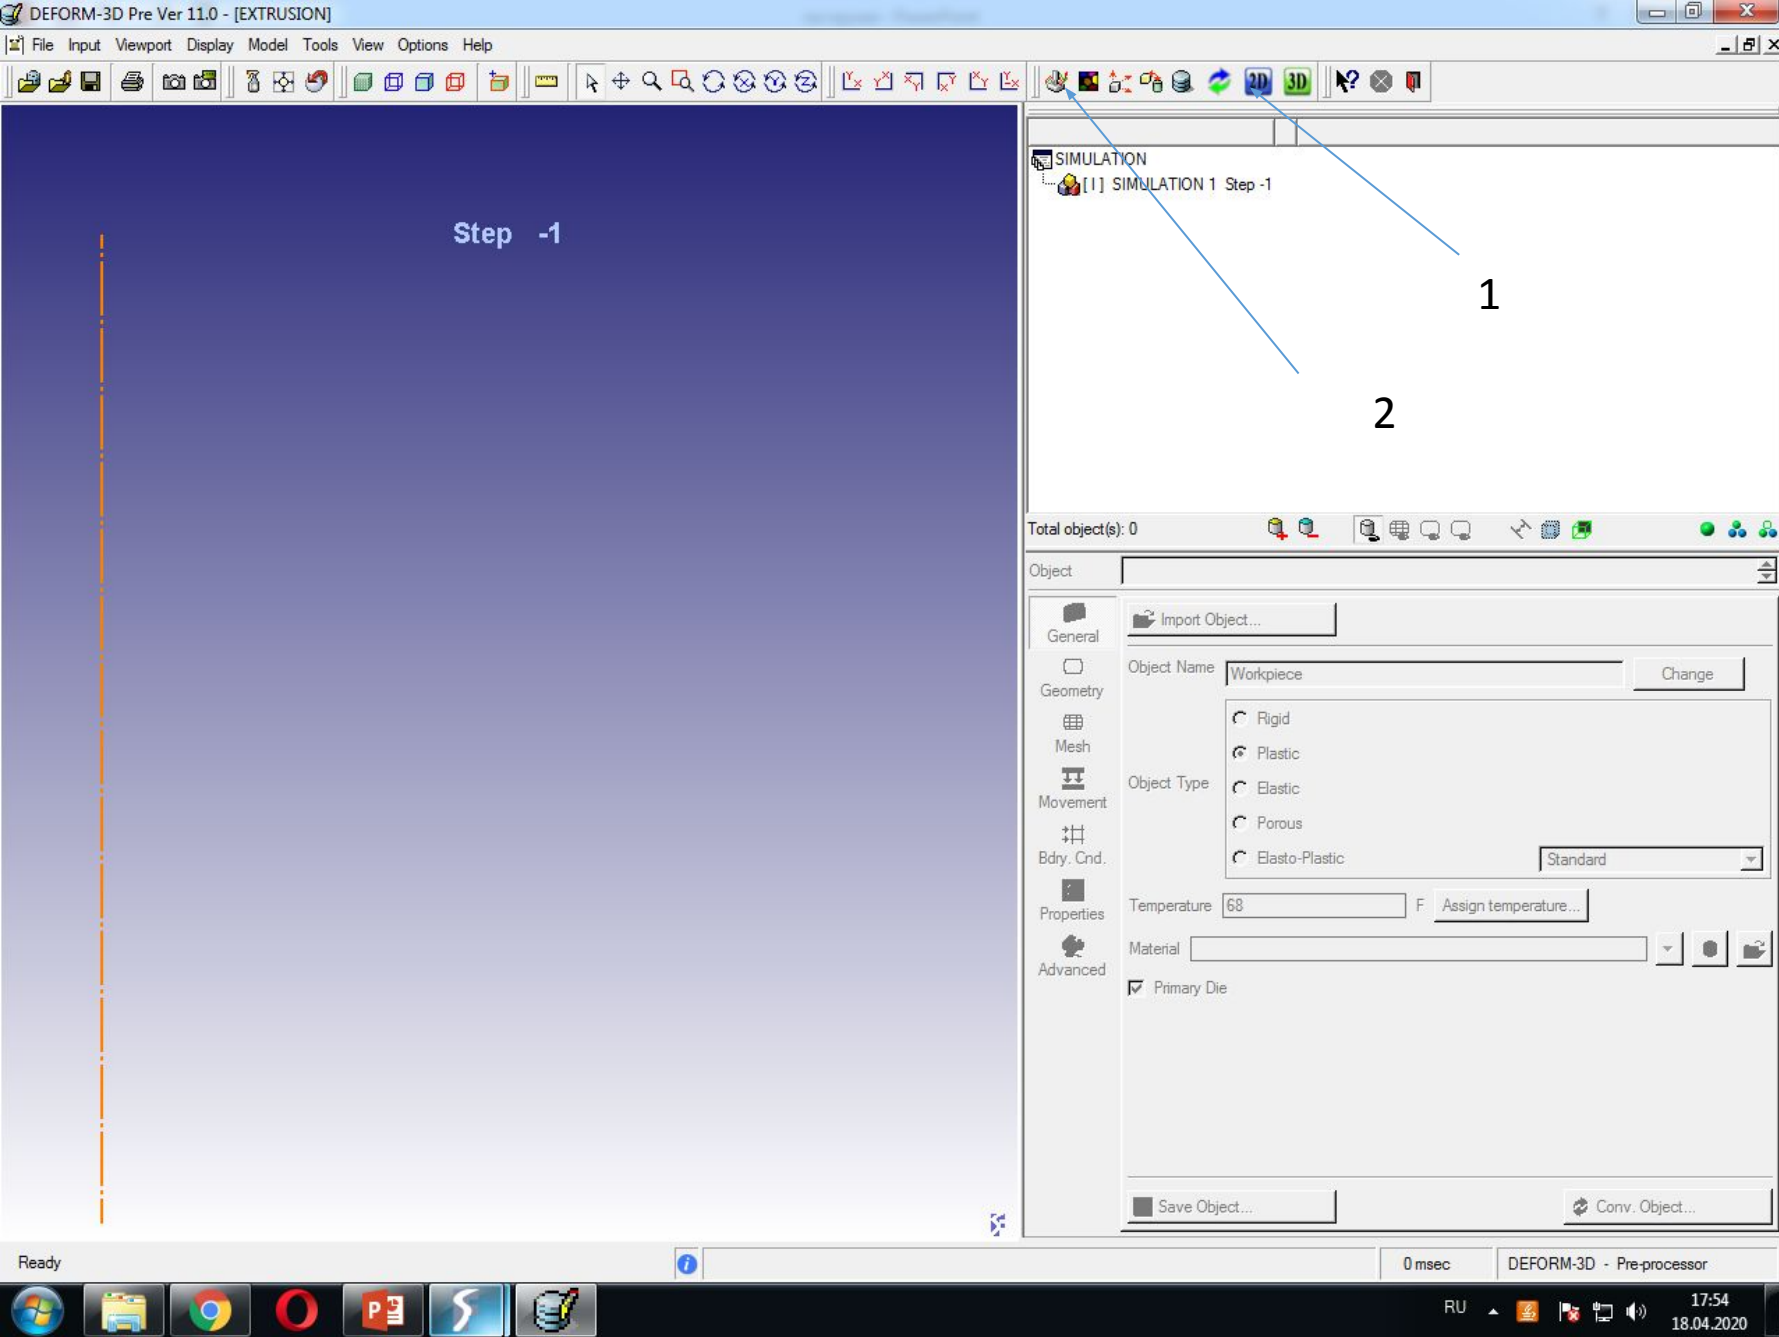 DEFORM-3D Pre Ver 11.0 - [EXTRUSION]
File Input Viewport Display Model Tools View Options Help
2D 3D
SIMULATION
[ I ] SIMULATION 1 Step -1
Step -1
1
2
Total object(s): 0
Object
General
Import Object...
Geometry
Object Name Workpiece Change
Mesh
Rigid
Plastic
Movement
Object Type
Elastic
Porous
Bdry. Cnd.
Elasto-Plastic Standard
Properties
Temperature 68 F Assign temperature...
Advanced
Material
Primary Die
Save Object... Conv. Object...
Ready 0 msec DEFORM-3D - Pre-processor
RU 17:54
18.04.2020